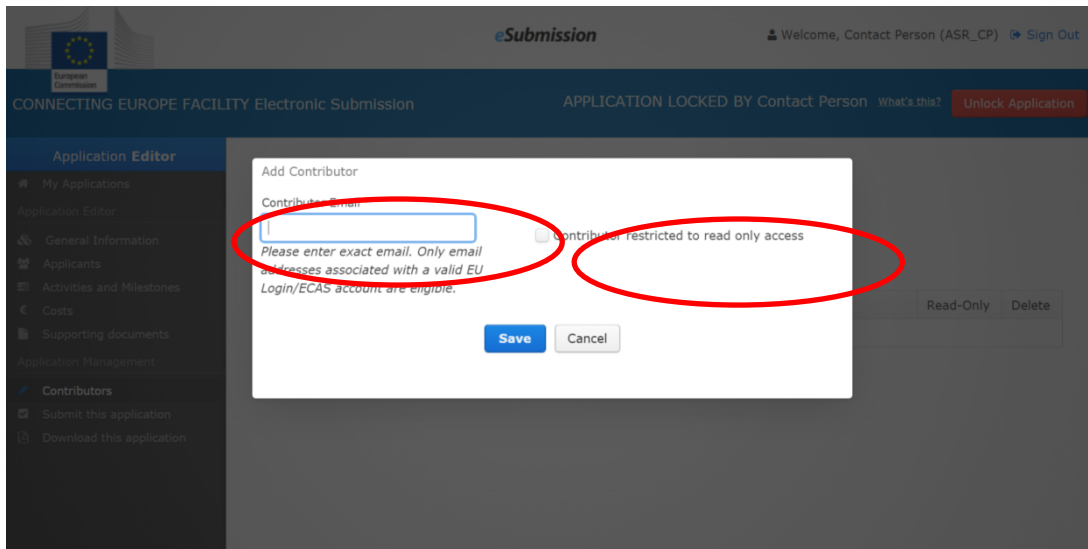 eSubmission
Welcome, Contact Person (ASR_CP) Sign Out
European
Commission
CONNECTING EUROPE FACILITY Electronic Submission
APPLICATION LOCKED BY Contact Person What's this? Unlock Application
Application Editor
My Applications
Application Editor
General Information
Applicants
Activities and Milestones
Costs
Supporting documents
Application Management
Contributors
Submit this application
Download this application
Add Contributor
Contributor Email
Please enter exact email. Only email
addresses associated with a valid EU
Login/ECAS account are eligible.
Contributor restricted to read only access
Save Cancel
Read-Only Delete